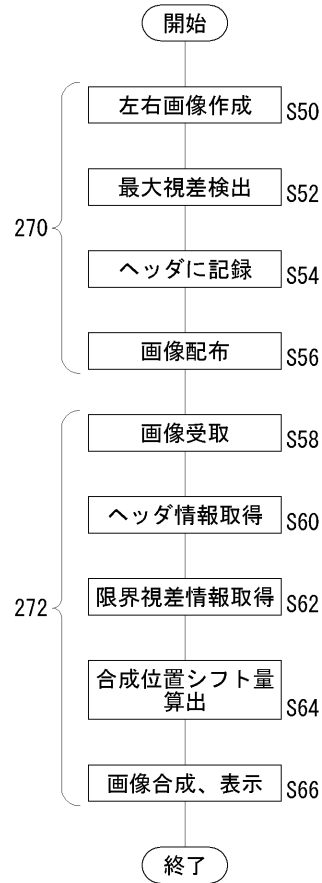 開始
左右画像作成 S50
最大視差検出 S52
270
ヘッダに記録 S54
画像配布 S56
画像受取 S58
ヘッダ情報取得 S60
272
限界視差情報取得 S62
合成位置シフト量
算出 S64
画像合成、表示 S66
終了